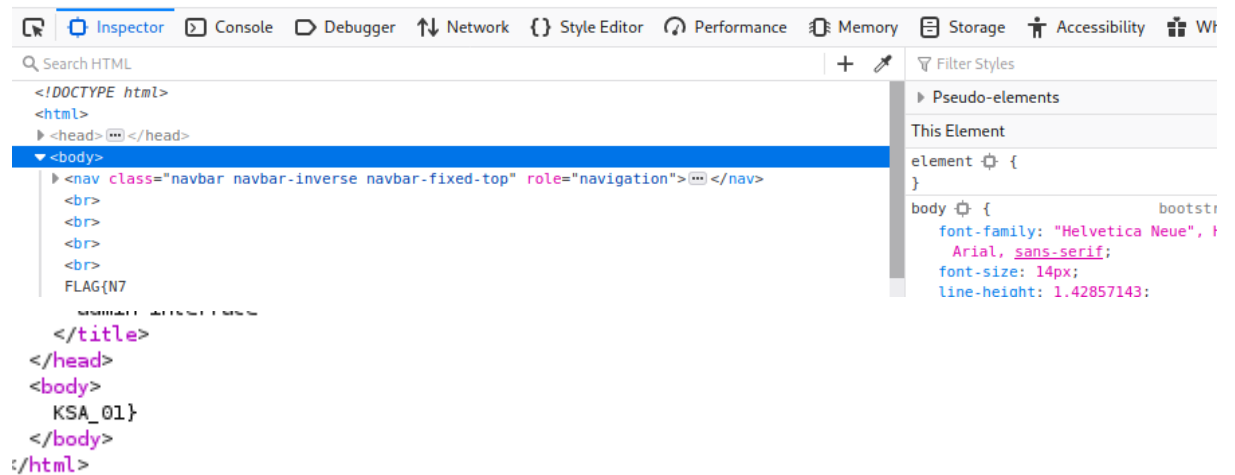 Inspector Console Debugger Network Style Editor Performance Memory Storage Accessibility
Search HTML
Filter Styles
<!DOCTYPE html>
<html>
<head></head>
<body>
<nav class="navbar navbar-inverse navbar-fixed-top" role="navigation"></nav>
<br>
<br>
<br>
<br>
FLAG{N7
Pseudo-elements
This Element
element {
}
body { bootstr
font-family: "Helvetica Neue",
Arial, sans-serif;
font-size: 14px;
line-height: 1.42857143;
admin interface
</title>
</head>
<body>
KSA_01}
</body>
</html>